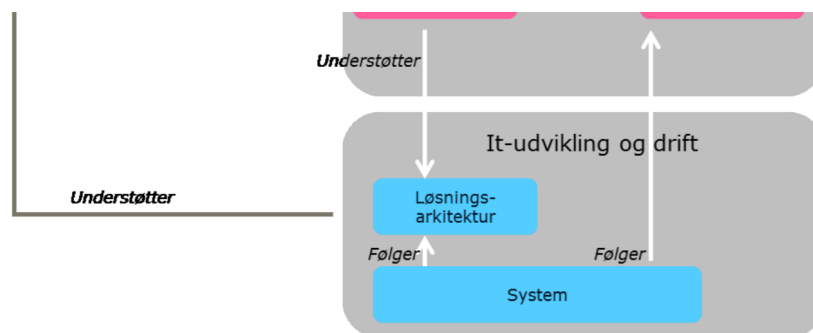 Understøtter
It-udvikling og drift
Understøtter
Løsnings-
arkitektur
Følger
Følger
System